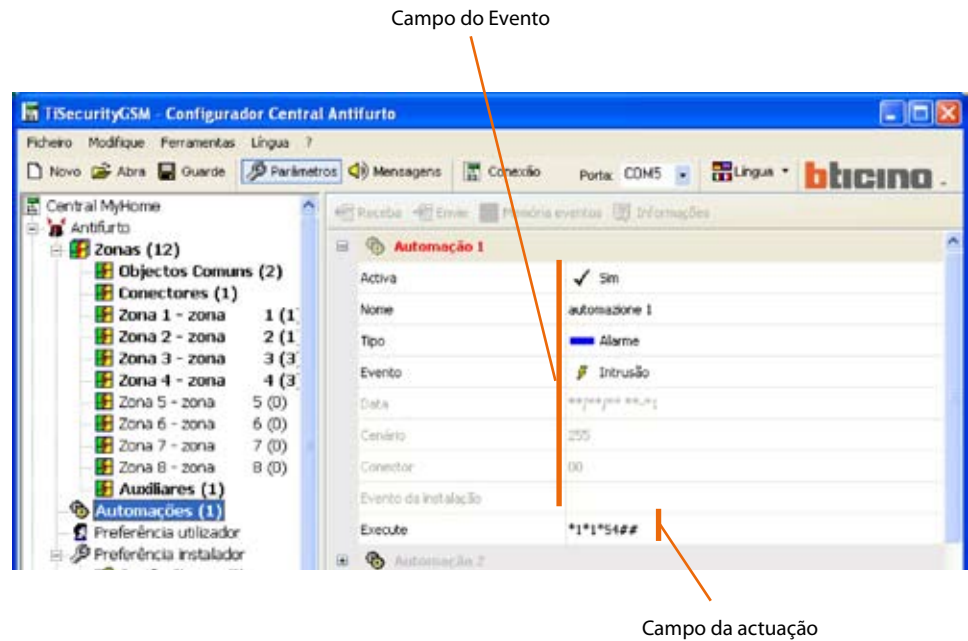 Campo do Evento
TiSecurityGSM - Configurador Central Antifurto
Ficheiro Modifique Ferramentas Língua ?
Novo Abra Guarde Parâmetros Mensagens Conexão Porta: COM5 Língua bticino
Central MyHome
Antifurto
Zonas (12)
Objectos Comuns (2)
Conectores (1)
Zona 1 - zona 1 (1
Zona 2 - zona 2 (1
Zona 3 - zona 3 (3
Zona 4 - zona 4 (3
Zona 5 - zona 5 (0)
Zona 6 - zona 6 (0)
Zona 7 - zona 7 (0)
Zona 8 - zona 8 (0)
Auxiliares (1)
Automações (1)
Preferência utilizador
Preferência instalador
Receba Enviar Memória eventos Informações
Automação 1
Activa Sim
Nome automazione 1
Tipo Alarme
Evento Intrusão
Data
Cenário 255
Conector 00
Evento da instalação
Execute *1*1*54##
Automação 2
Campo da actuação